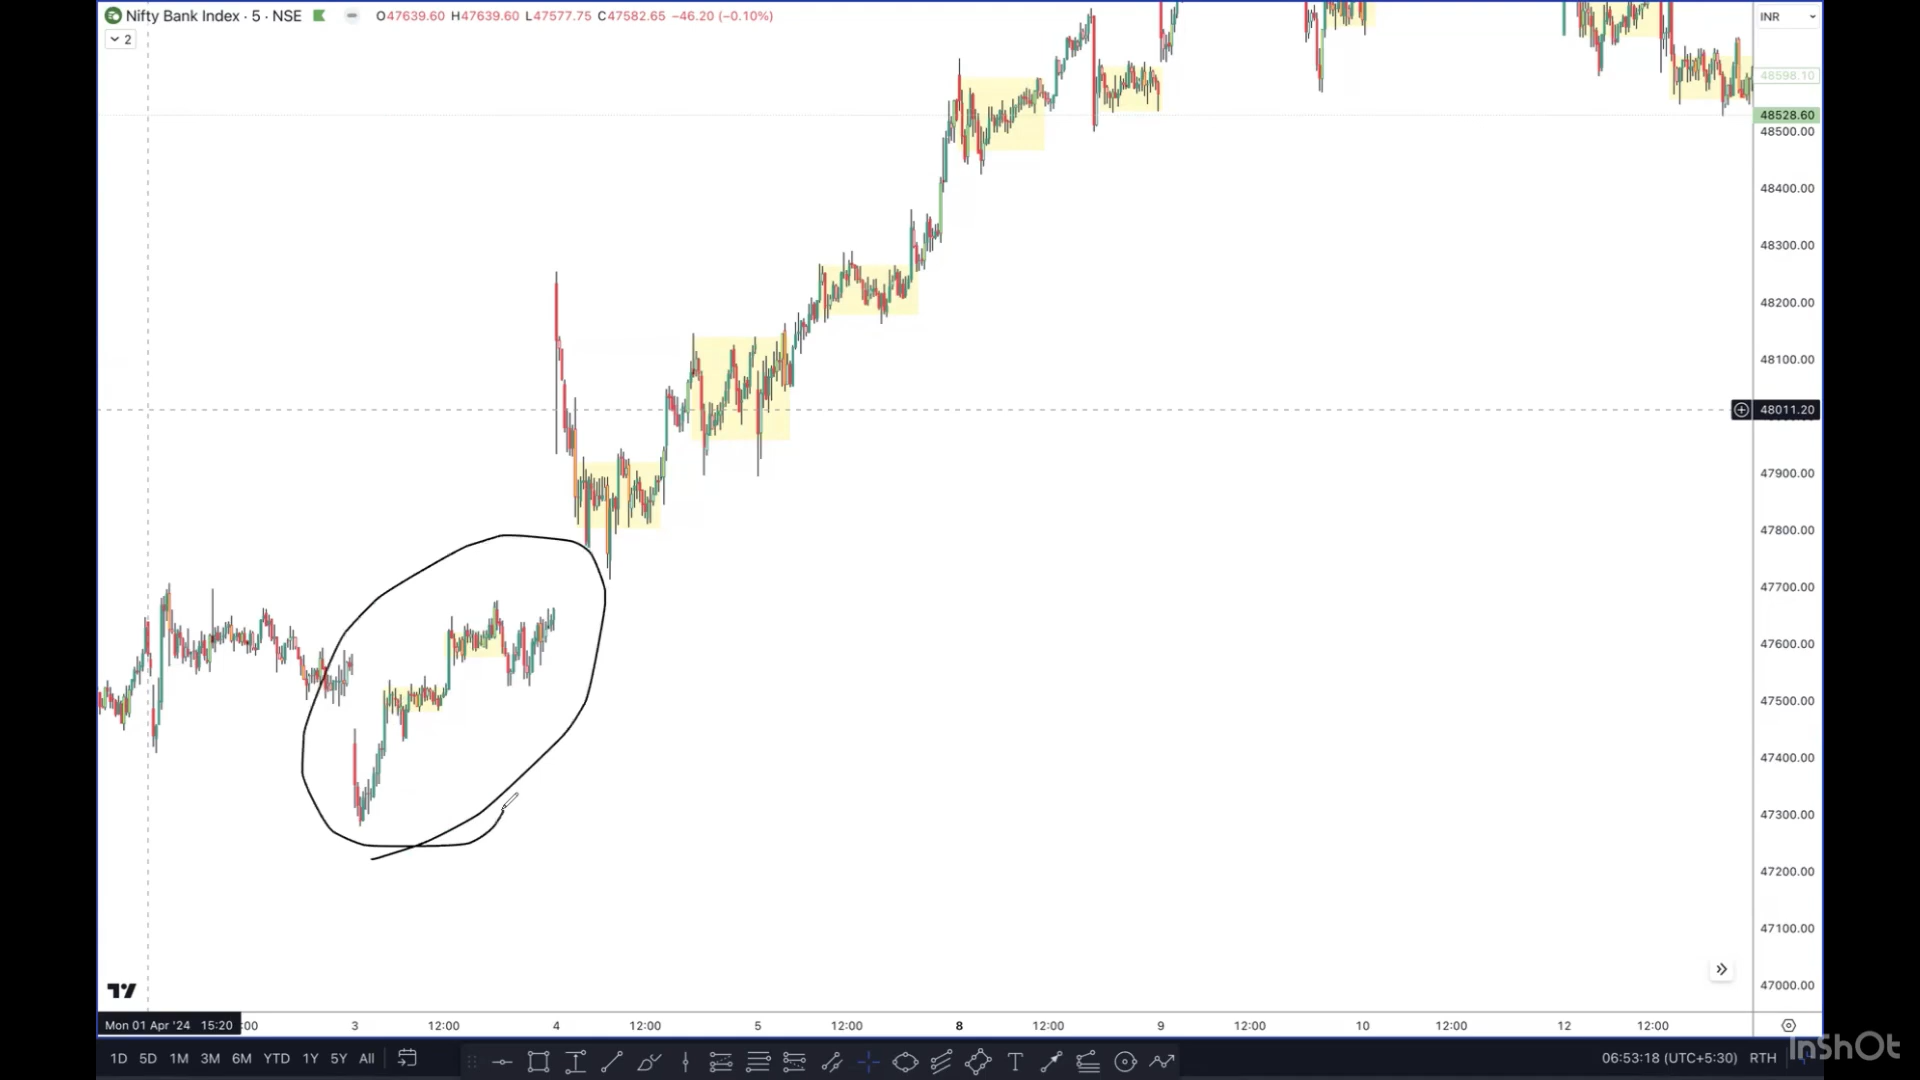 Nifty Bank Index · 5 · NSE
O47639.60 H47639.60 L47577.75 C47582.65 −46.20 (−0.10%)
INR
2
48598.10
48528.60
48500.00
48400.00
48300.00
48200.00
48100.00
48011.20
47900.00
47800.00
47700.00
47600.00
47500.00
47400.00
47300.00
47200.00
47100.00
47000.00
Mon 01 Apr '24 15:20 :00 3 12:00 4 12:00 5 12:00 8 12:00 9 12:00 10 12:00 12 12:00
1D 5D 1M 3M 6M YTD 1Y 5Y All
T
06:53:18 (UTC+5:30) RTH
InShOt